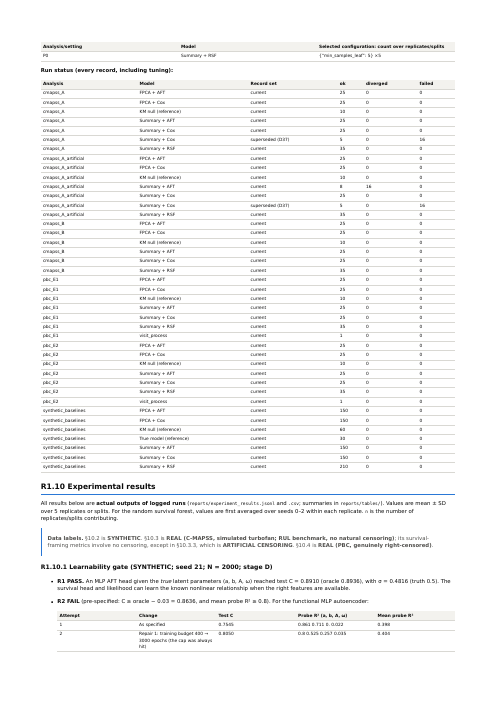 Analysis/setting Model Selected configuration: count over replicates/splits
P0 Summary + RSF {"min_samples_leaf": 5} ×5
Run status (every record, including tuning):
Analysis Model Record set ok diverged failed
cmapss_A FPCA + AFT current 25 0 0
cmapss_A FPCA + Cox current 25 0 0
cmapss_A KM null (reference) current 10 0 0
cmapss_A Summary + AFT current 25 0 0
cmapss_A Summary + Cox current 25 0 0
cmapss_A Summary + Cox superseded (D37) 5 0 16
cmapss_A Summary + RSF current 35 0 0
cmapss_A_artificial FPCA + AFT current 25 0 0
cmapss_A_artificial FPCA + Cox current 25 0 0
cmapss_A_artificial KM null (reference) current 10 0 0
cmapss_A_artificial Summary + AFT current 8 16 0
cmapss_A_artificial Summary + Cox current 25 0 0
cmapss_A_artificial Summary + Cox superseded (D37) 5 0 16
cmapss_A_artificial Summary + RSF current 35 0 0
cmapss_B FPCA + AFT current 25 0 0
cmapss_B FPCA + Cox current 25 0 0
cmapss_B KM null (reference) current 10 0 0
cmapss_B Summary + AFT current 25 0 0
cmapss_B Summary + Cox current 25 0 0
cmapss_B Summary + RSF current 35 0 0
pbc_E1 FPCA + AFT current 25 0 0
pbc_E1 FPCA + Cox current 25 0 0
pbc_E1 KM null (reference) current 10 0 0
pbc_E1 Summary + AFT current 25 0 0
pbc_E1 Summary + Cox current 25 0 0
pbc_E1 Summary + RSF current 35 0 0
pbc_E1 visit_process current 1 0 0
pbc_E2 FPCA + AFT current 25 0 0
pbc_E2 FPCA + Cox current 25 0 0
pbc_E2 KM null (reference) current 10 0 0
pbc_E2 Summary + AFT current 25 0 0
pbc_E2 Summary + Cox current 25 0 0
pbc_E2 Summary + RSF current 35 0 0
pbc_E2 visit_process current 1 0 0
synthetic_baselines FPCA + AFT current 150 0 0
synthetic_baselines FPCA + Cox current 150 0 0
synthetic_baselines KM null (reference) current 60 0 0
synthetic_baselines True model (reference) current 30 0 0
synthetic_baselines Summary + AFT current 150 0 0
synthetic_baselines Summary + Cox current 150 0 0
synthetic_baselines Summary + RSF current 210 0 0
R1.10 Experimental results
All results below are actual outputs of logged runs (reports/experiment_results.jsonl and .csv; summaries in reports/tables/). Values are mean ± SD
over 5 replicates or splits. For the random survival forest, values are first averaged over seeds 0–2 within each replicate. n is the number of
replicates/splits contributing.
Data labels. §10.2 is SYNTHETIC. §10.3 is REAL (C-MAPSS, simulated turbofan; RUL benchmark, no natural censoring); its survival-
framing metrics involve no censoring, except in §10.3.3, which is ARTIFICIAL CENSORING. §10.4 is REAL (PBC, genuinely right-censored).
R1.10.1 Learnability gate (SYNTHETIC; seed 21; N = 2000; stage D)
• R1 PASS. An MLP AFT head given the true latent parameters (a, b, A, ω) reached test C = 0.8910 (oracle 0.8936), with σ = 0.4816 (truth 0.5). The
survival head and likelihood can learn the known nonlinear relationship when the right features are available.
• R2 FAIL (pre-specified: C ≥ oracle − 0.03 = 0.8636, and mean probe R² ≥ 0.8). For the functional MLP autoencoder:
Attempt Change Test C Probe R² (a, b, A, ω) Mean probe R²
1 As specified 0.7545 0.861 0.711 0. 0.022 0.398
2 Repair 1: training budget 400 → 0.8050 0.8 0.525 0.257 0.035 0.404
3000 epochs (the cap was always
hit)